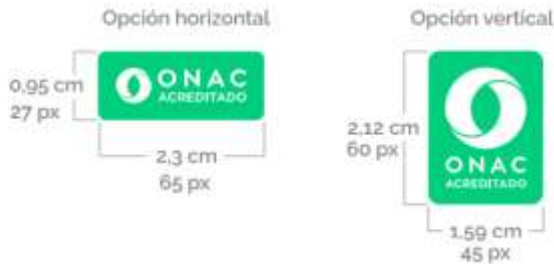 Opción horizontal
0,95 cm
27 px
ONAC
ACREDITADO
2,3 cm
65 px
Opción vertical
2,12 cm
60 px
ONAC
ACREDITADO
1,59 cm
45 px